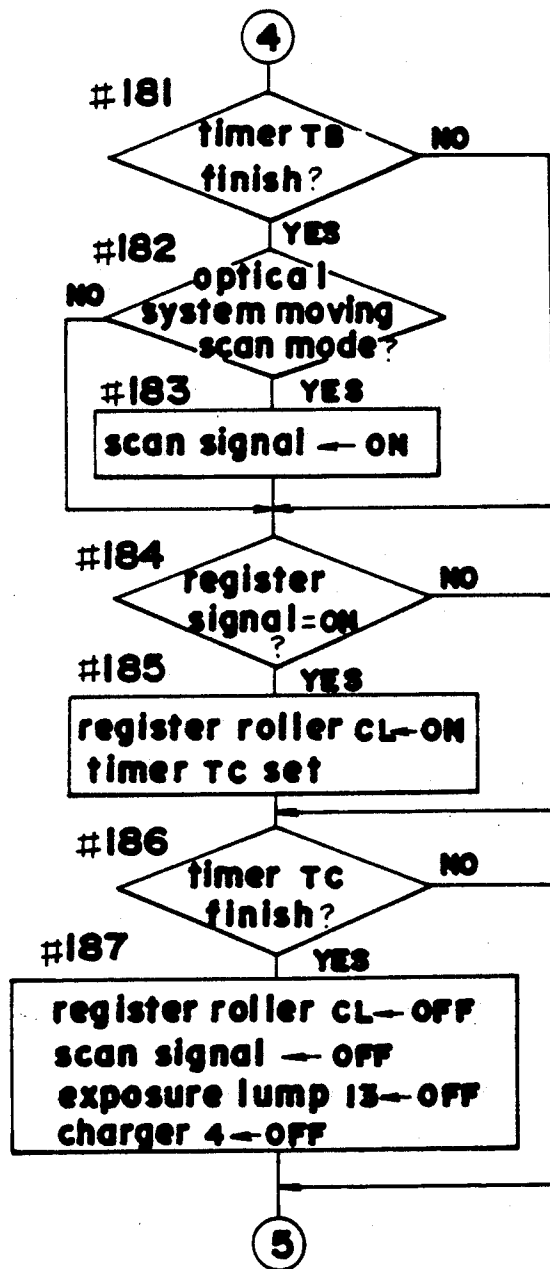 4
#181
timer TB
finish?
NO
YES
#182
optical
system moving
scan mode?
NO
YES
#183
scan signal ← ON
#184
register
signal=ON
?
NO
YES
#185
register roller CL←ON
timer TC set
#186
timer TC
finish?
NO
YES
#187
register roller CL←OFF
scan signal ← OFF
exposure lump 13←OFF
charger 4←OFF
5